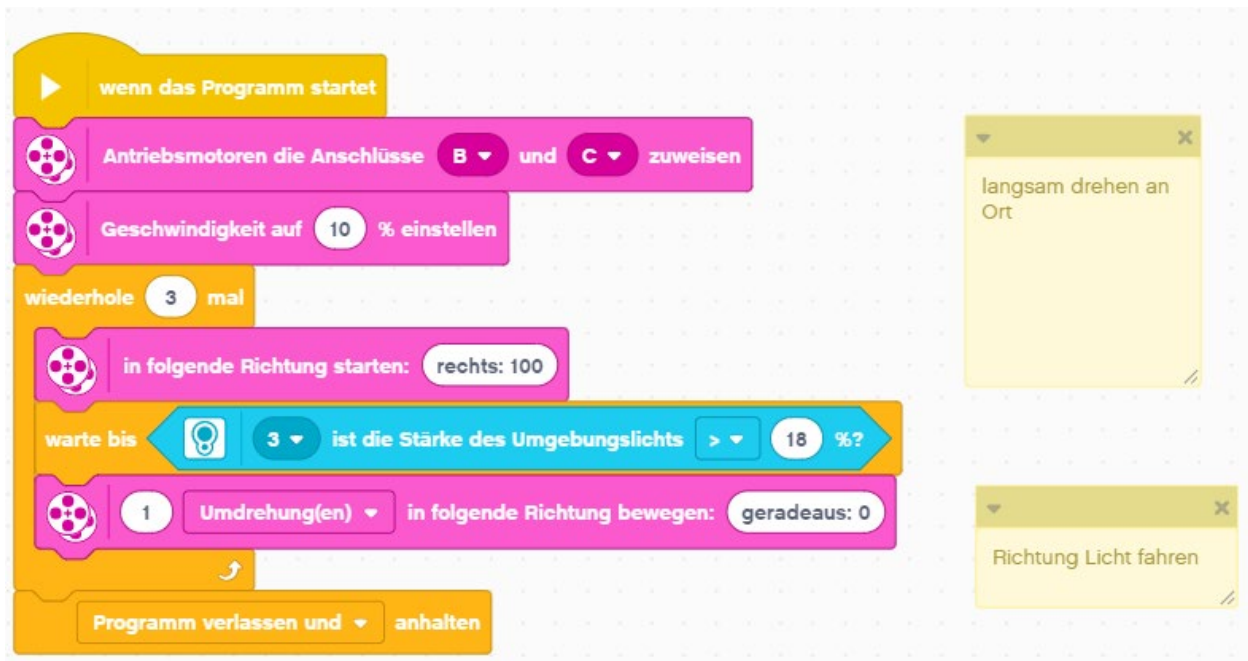 wenn das Programm startet
Antriebsmotoren die Anschlüsse B und C zuweisen
Geschwindigkeit auf 10 % einstellen
wiederhole 3 mal
in folgende Richtung starten: rechts: 100
warte bis 3 ist die Stärke des Umgebungslichts > 18 %?
1 Umdrehung(en) in folgende Richtung bewegen: geradeaus: 0
Programm verlassen und anhalten
langsam drehen an
Ort
Richtung Licht fahren